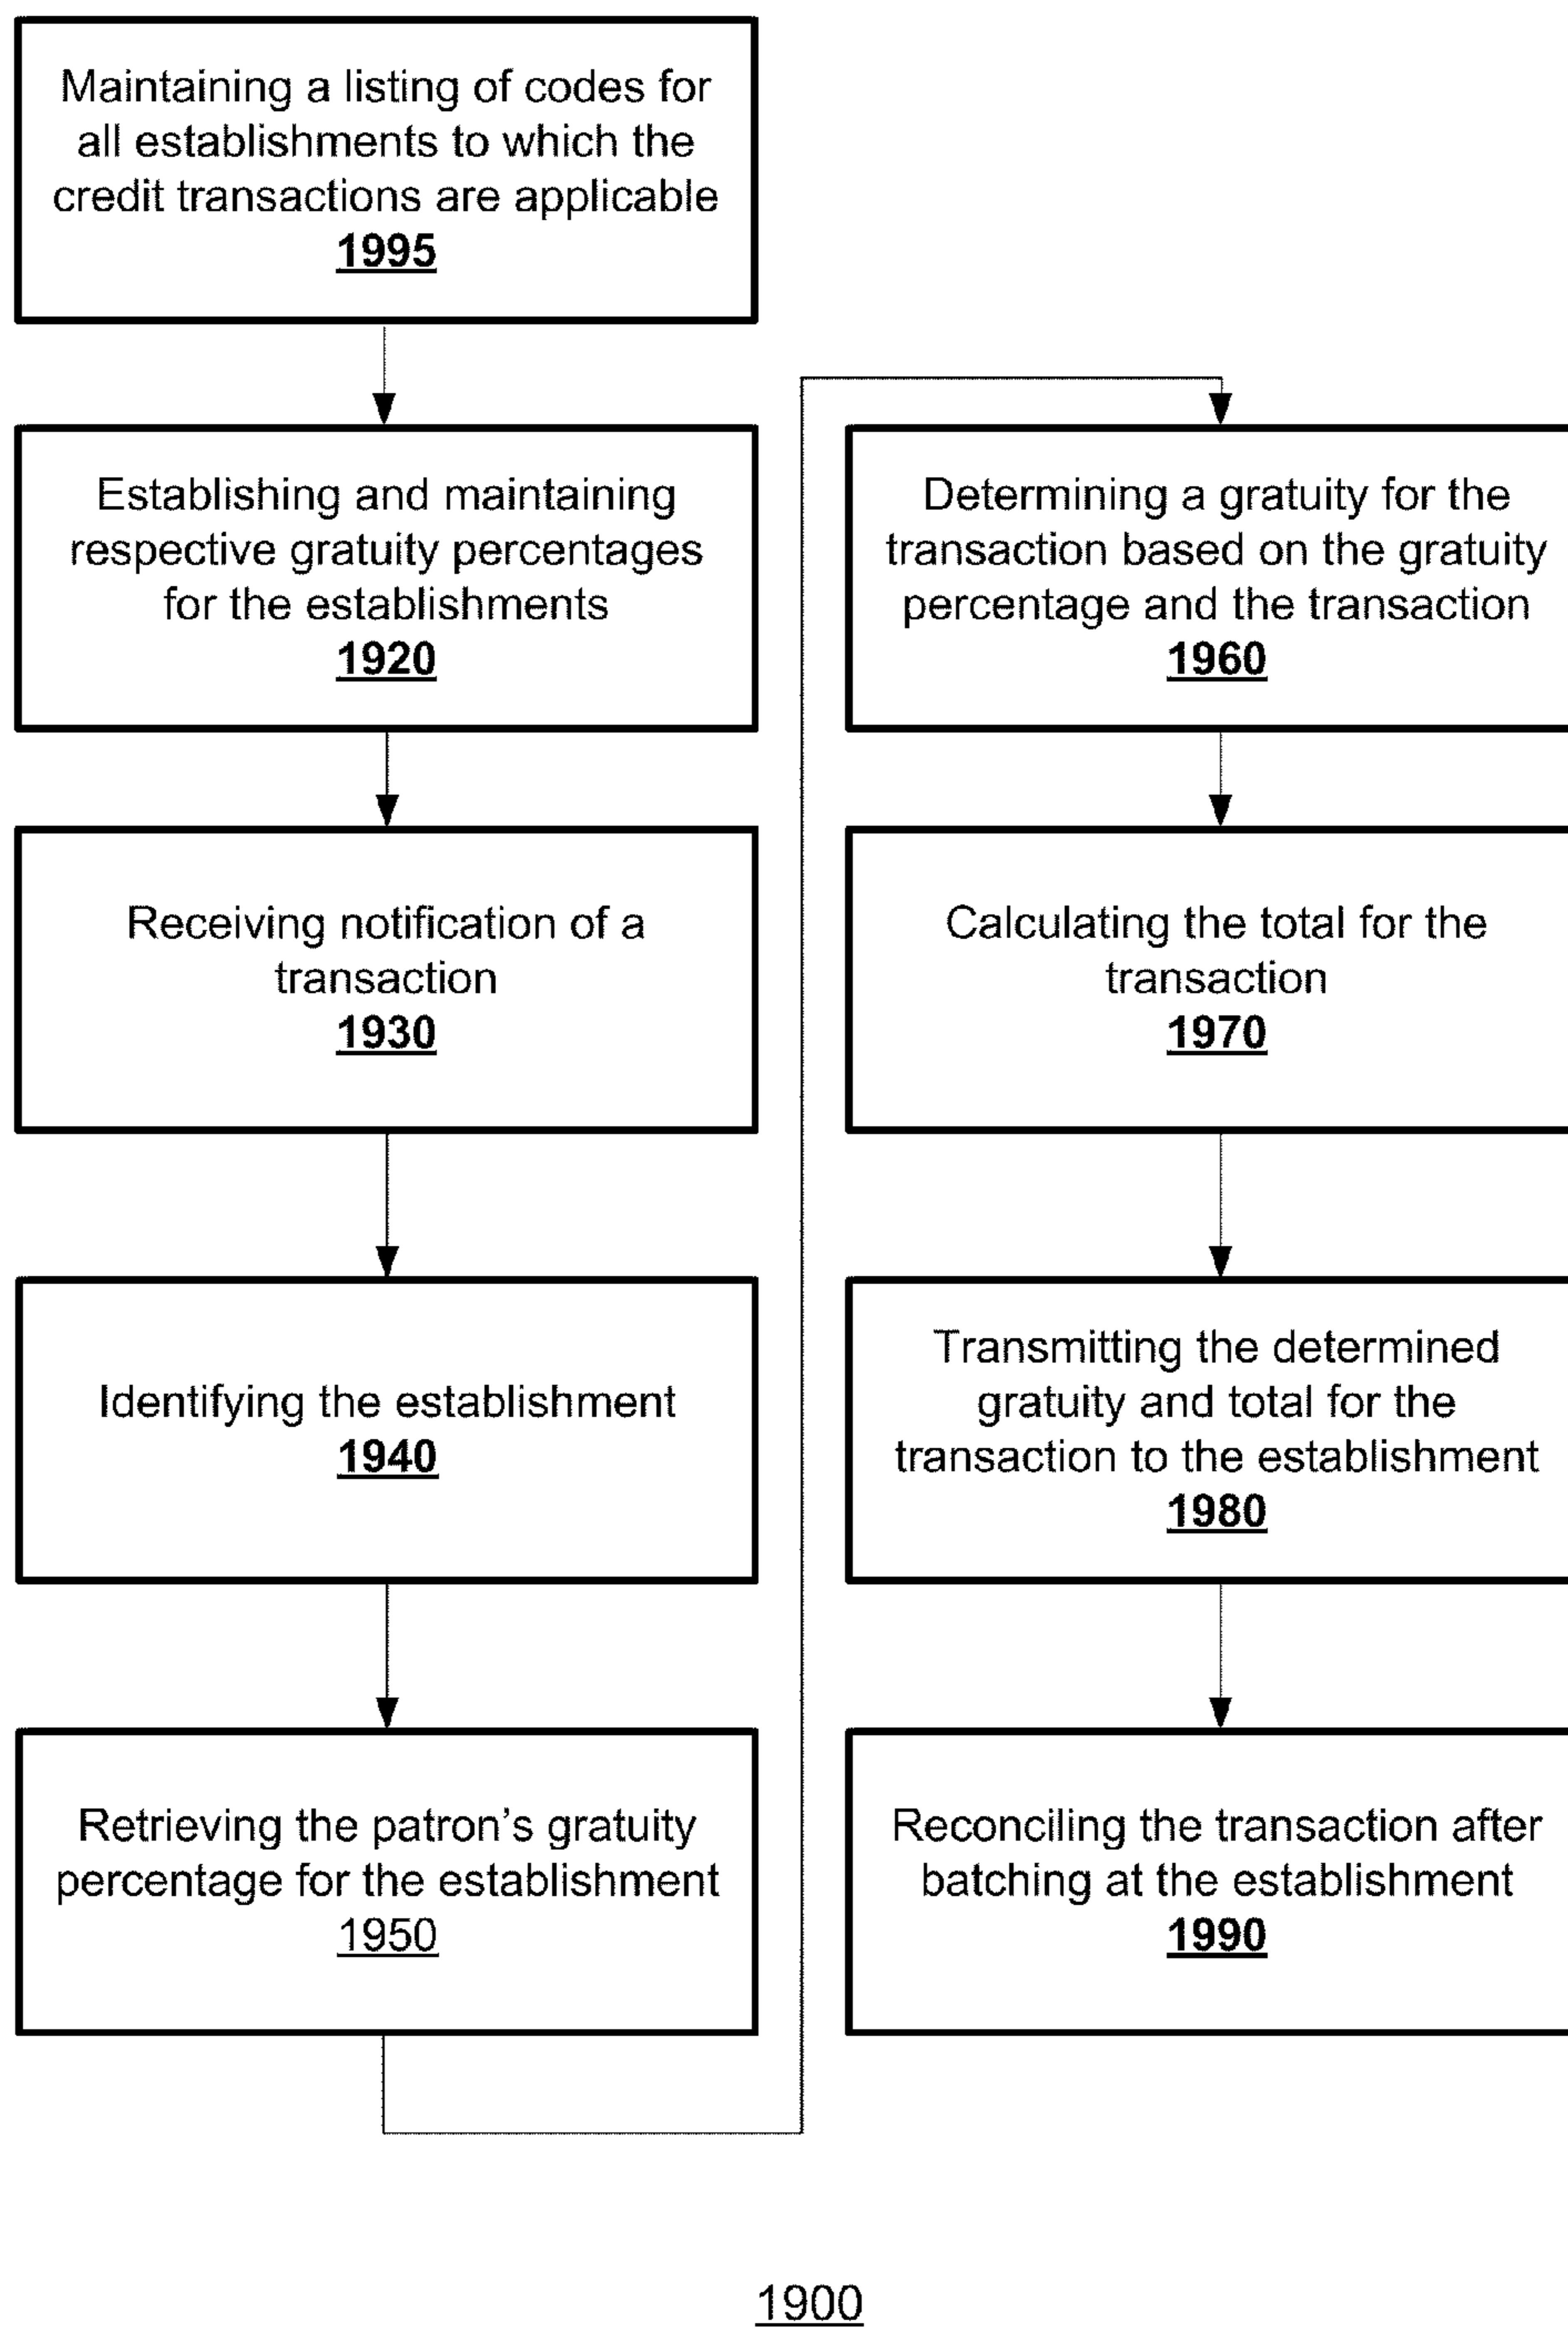 Maintaining a listing of codes for
all establishments to which the
credit transactions are applicable
1995
Establishing and maintaining
respective gratuity percentages
for the establishments
1920
Receiving notification of a
transaction
1930
Identifying the establishment
1940
Retrieving the patron's gratuity
percentage for the establishment
1950
Determining a gratuity for the
transaction based on the gratuity
percentage and the transaction
1960
Calculating the total for the
transaction
1970
Transmitting the determined
gratuity and total for the
transaction to the establishment
1980
Reconciling the transaction after
batching at the establishment
1990
1900